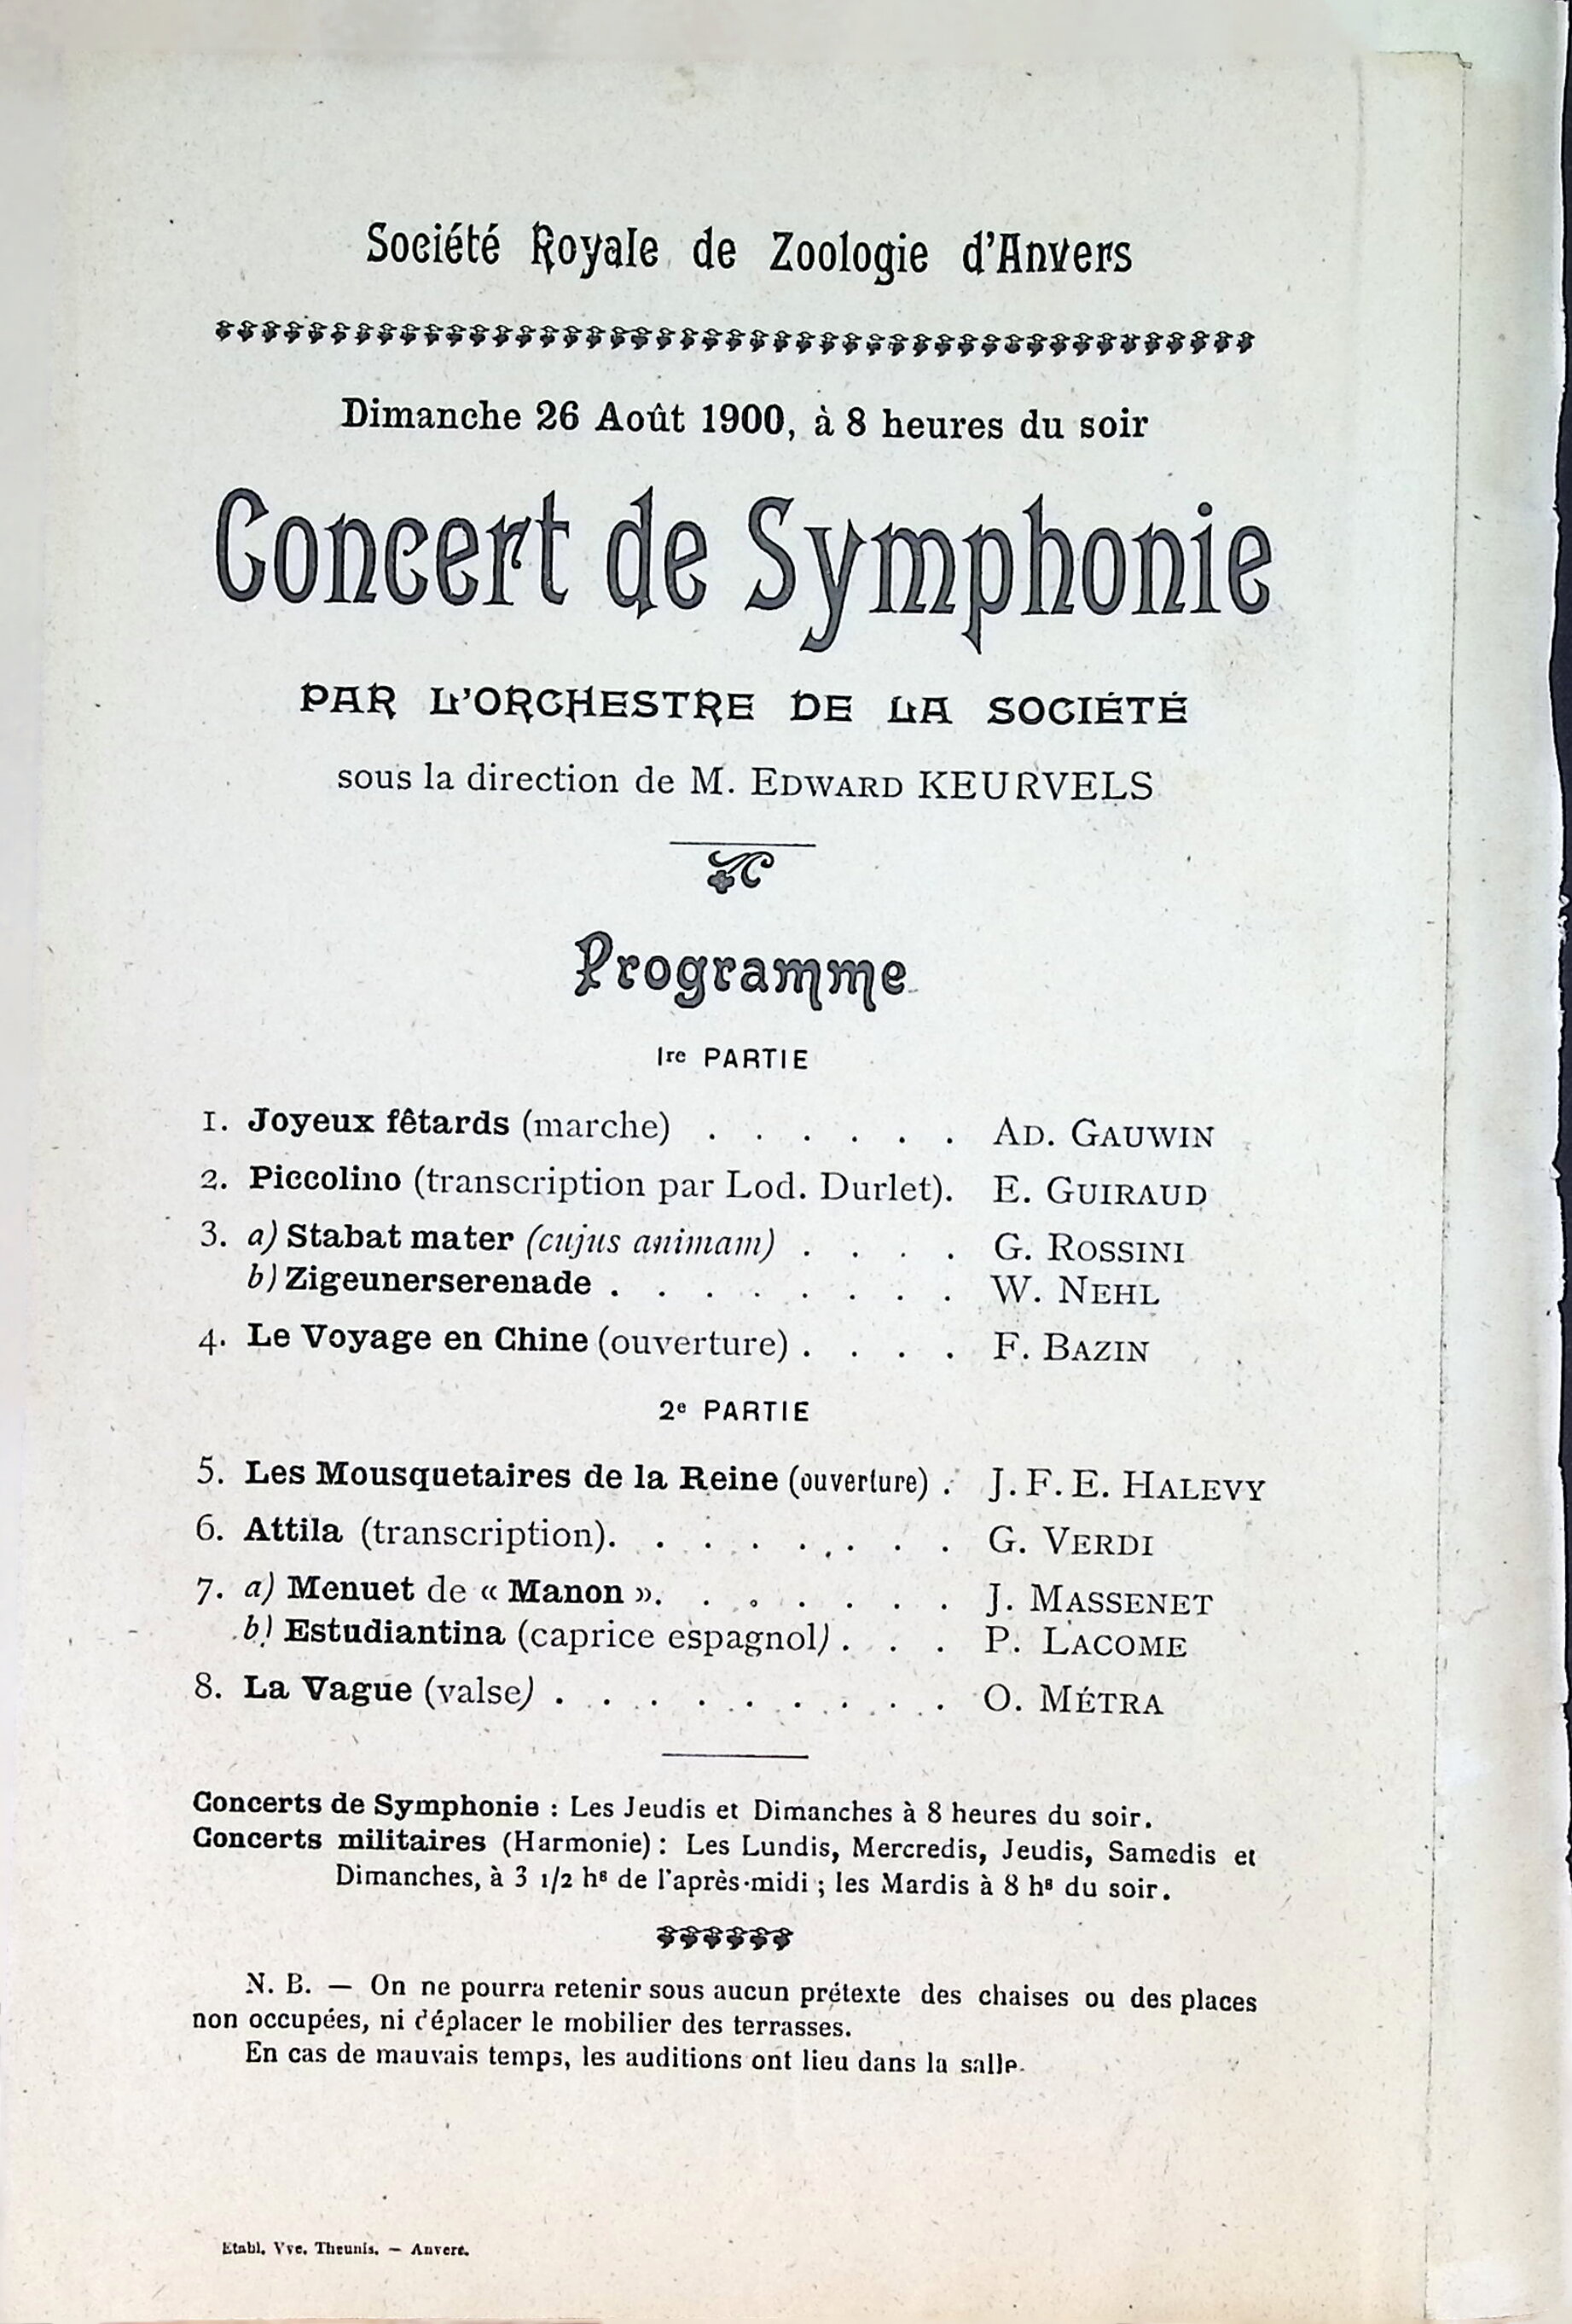 Société Royale de Zoologie d'Anvers
Dimanche 26 Août 1900, à 8 heures du soir
Concert de Symphonie
PAR L'ORCHESTRE DE LA SOCIÉTÉ
sous la direction de M. EDWARD KEURVELS
Programme
1re PARTIE
1. Joyeux fêtards (marche) . . . . . . AD. GAUWIN
2. Piccolino (transcription par Lod. Durlet). E. GUIRAUD
3. a) Stabat mater (cujus animam) . . . . G. ROSSINI
b) Zigeunerserenade . . . . . . . . W. NEHL
4. Le Voyage en Chine (ouverture) . . . . F. BAZIN
2e PARTIE
5. Les Mousquetaires de la Reine (ouverture) . J. F. E. HALEVY
6. Attila (transcription). . . . . . . . G. VERDI
7. a) Menuet de « Manon ». . . . . . . J. MASSENET
b) Estudiantina (caprice espagnol) . . . P. LACOME
8. La Vague (valse) . . . . . . . . . O. MÉTRA
Concerts de Symphonie : Les Jeudis et Dimanches à 8 heures du soir.
Concerts militaires (Harmonie) : Les Lundis, Mercredis, Jeudis, Samedis et
Dimanches, à 3 1/2 hs de l'après-midi ; les Mardis à 8 hs du soir.
N. B. — On ne pourra retenir sous aucun prétexte des chaises ou des places
non occupées, ni déplacer le mobilier des terrasses.
En cas de mauvais temps, les auditions ont lieu dans la salle.
Etabl. Vve. Theunis. — Anvers.